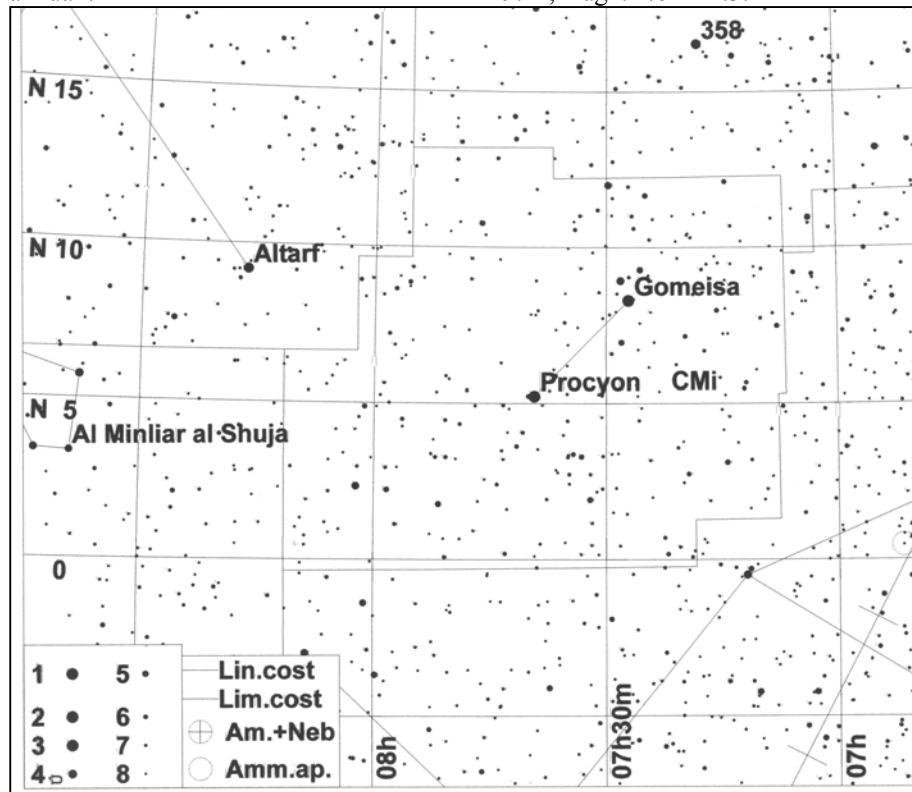 358
N 15
N 10
Altarf
Gomeisa
Procyon CMi
N 5
Al Minliar al Shuja
0
1 5
2 6
3 7
4 8
Lin.cost
Lim.cost
Am.+Neb
Amm.ap.
08h
07h30m
07h